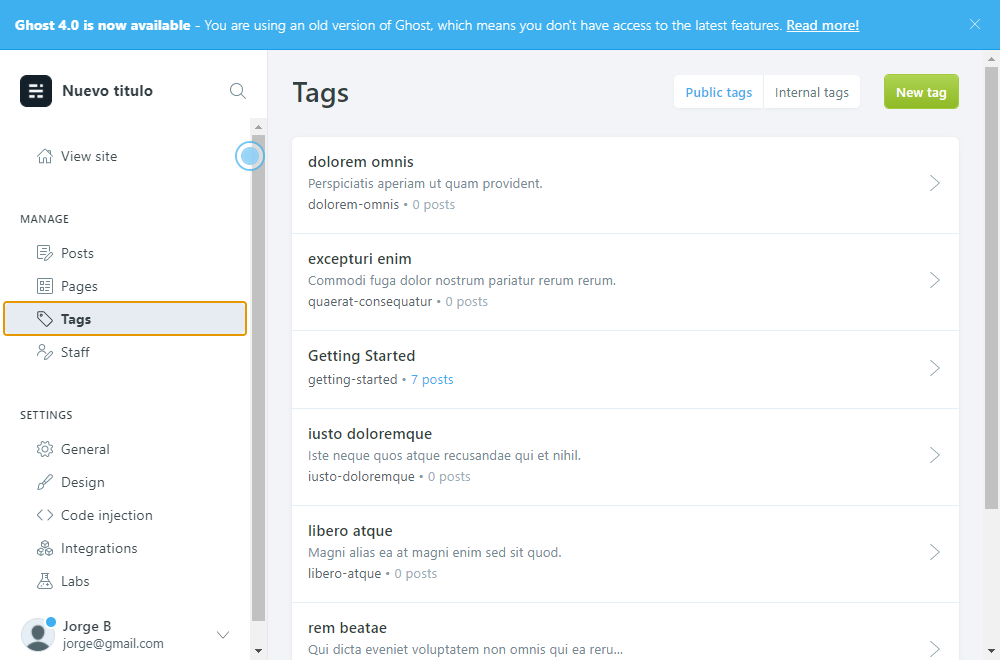 Ghost 4.0 is now available - You are using an old version of Ghost, which means you don't have access to the latest features. Read more!
Nuevo titulo
View site
MANAGE
Posts
Pages
Tags
Staff
SETTINGS
General
Design
Code injection
Integrations
Labs
Jorge B
jorge@gmail.com
Tags
Public tags
Internal tags
New tag
dolorem omnis
Perspiciatis aperiam ut quam provident.
dolorem-omnis • 0 posts
excepturi enim
Commodi fuga dolor nostrum pariatur rerum rerum.
quaerat-consequatur • 0 posts
Getting Started
getting-started • 7 posts
iusto doloremque
Iste neque quos atque recusandae qui et nihil.
iusto-doloremque • 0 posts
libero atque
Magni alias ea at magni enim sed sit quod.
libero-atque • 0 posts
rem beatae
Qui dicta eveniet voluptatem non omnis qui ea reru...